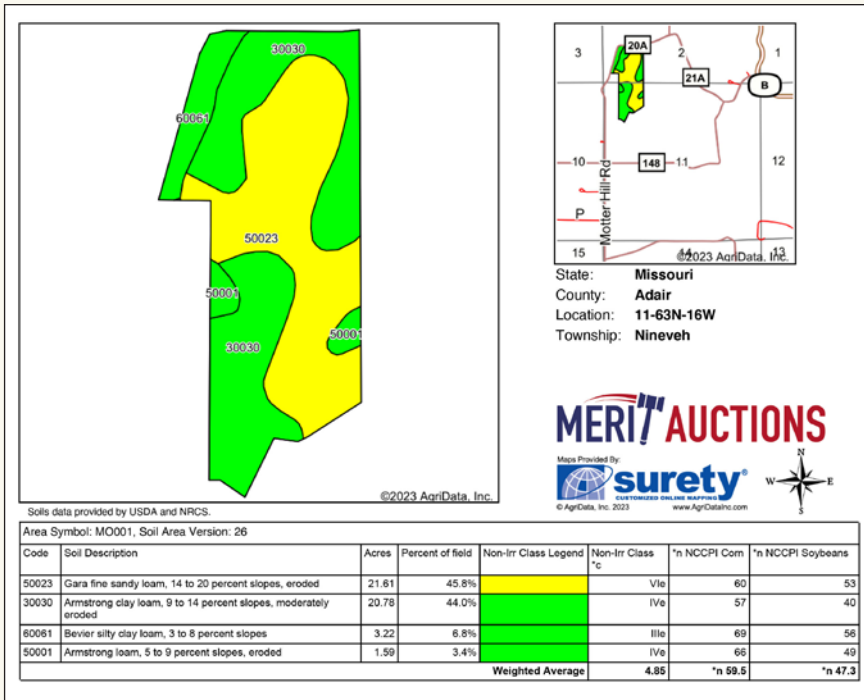 30030
60061
50023
50001
50001
30030
©2023 AgriData, Inc.
Soils data provided by USDA and NRCS.
3
20A
2
1
21A
B
10
148
11
12
Motter Hill Rd
P
15
14
13
©2023 AgriData, Inc.
State: Missouri
County: Adair
Location: 11-63N-16W
Township: Nineveh
MERIT AUCTIONS
Maps Provided By:
surety®
CUSTOMIZED ONLINE MAPPING
© AgriData, Inc. 2023 www.AgriDataInc.com
N
W E
S
Area Symbol: MO001, Soil Area Version: 26
Code Soil Description Acres Percent of field Non-Irr Class Legend Non-Irr Class *c *n NCCPI Corn *n NCCPI Soybeans
50023 Gara fine sandy loam, 14 to 20 percent slopes, eroded 21.61 45.8% VIe 60 53
30030 Armstrong clay loam, 9 to 14 percent slopes, moderately eroded 20.78 44.0% IVe 57 40
60061 Bevier silty clay loam, 3 to 8 percent slopes 3.22 6.8% IIIe 69 56
50001 Armstrong loam, 5 to 9 percent slopes, eroded 1.59 3.4% IVe 66 49
Weighted Average 4.85 *n 59.5 *n 47.3